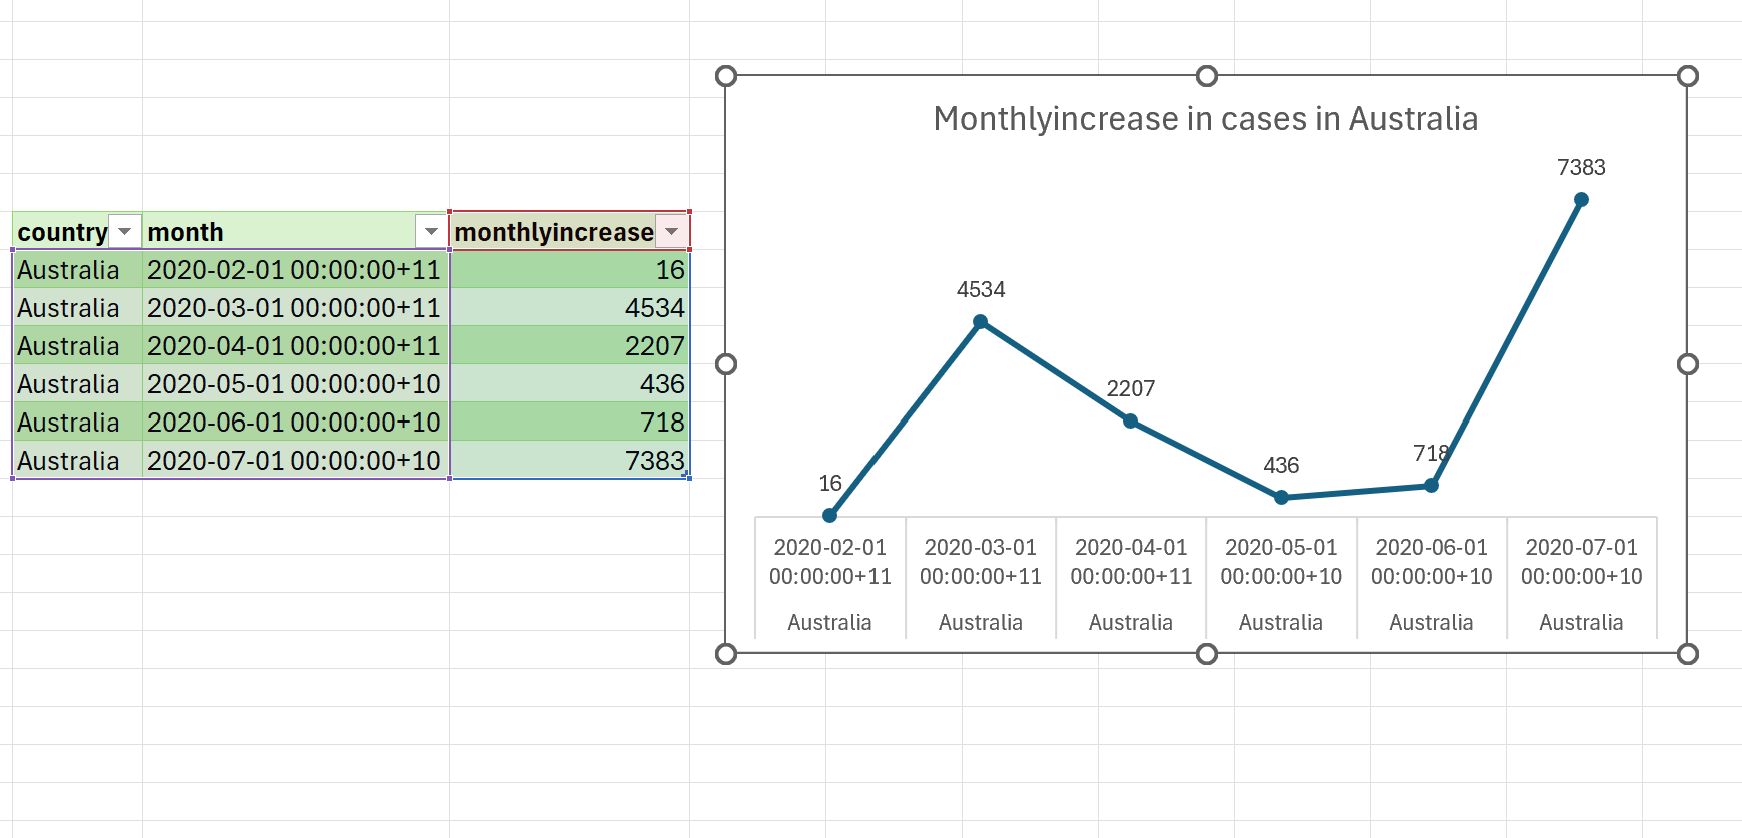 country month monthlyincrease
Australia 2020-02-01 00:00:00+11 16
Australia 2020-03-01 00:00:00+11 4534
Australia 2020-04-01 00:00:00+11 2207
Australia 2020-05-01 00:00:00+10 436
Australia 2020-06-01 00:00:00+10 718
Australia 2020-07-01 00:00:00+10 7383
Monthlyincrease in cases in Australia
7383
4534
2207
436
718
16
2020-02-01 2020-03-01 2020-04-01 2020-05-01 2020-06-01 2020-07-01
00:00:00+11 00:00:00+11 00:00:00+11 00:00:00+10 00:00:00+10 00:00:00+10
Australia Australia Australia Australia Australia Australia